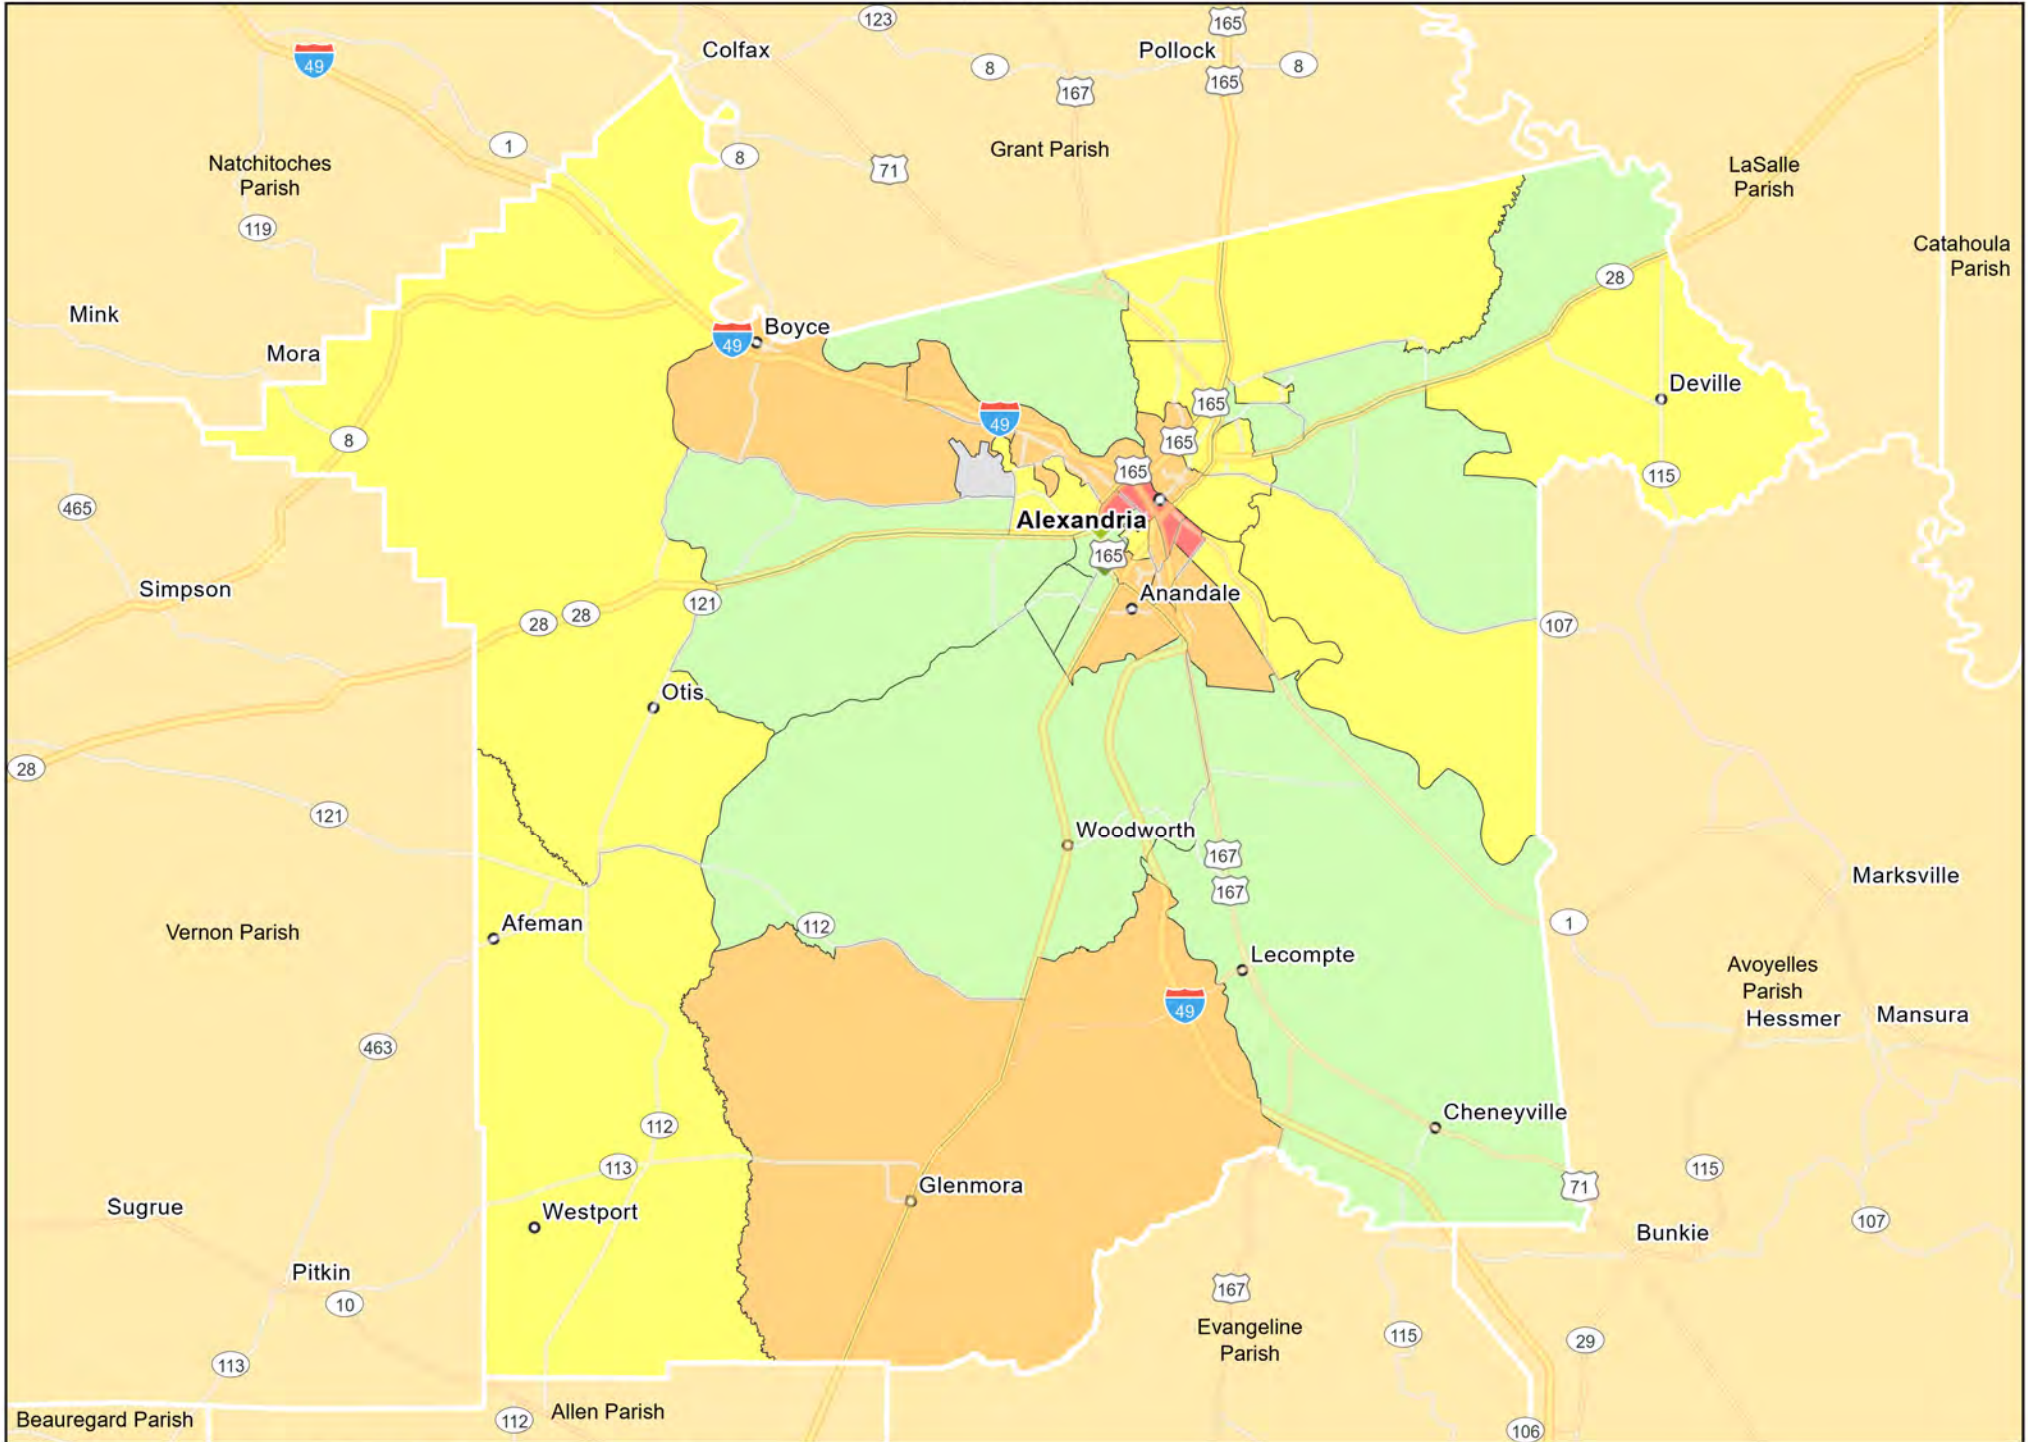 123
165
Colfax
Pollock
49
8
8
165
167
1
Grant Parish
8
71
Natchitoches
Parish
LaSalle
Parish
119
Catahoula
Parish
28
Mink
Boyce
49
Mora
Deville
165
49
8
165
165
115
465
Alexandria
165
Simpson
Anandale
121
28
28
107
Otis
28
121
Woodworth
167
Marksville
167
Afeman
112
1
Vernon Parish
Lecompte
Avoyelles
Parish
49
Hessmer
Mansura
463
Cheneyville
112
113
115
Glenmora
71
Sugrue
Westport
107
Bunkie
Pitkin
167
10
Evangeline
Parish
115
29
113
Beauregard Parish
112
Allen Parish
106